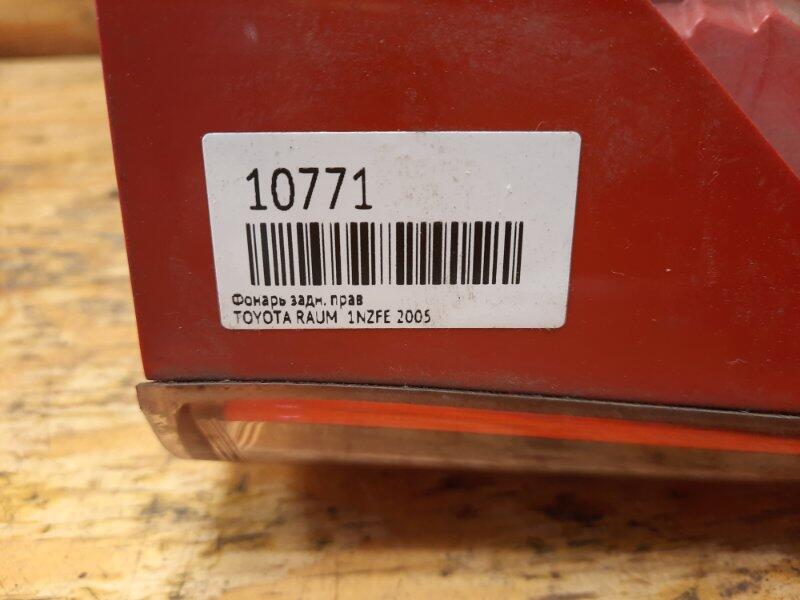 10771
Фонарь задн. прав
TOYOTA RAUM 1NZFE 2005